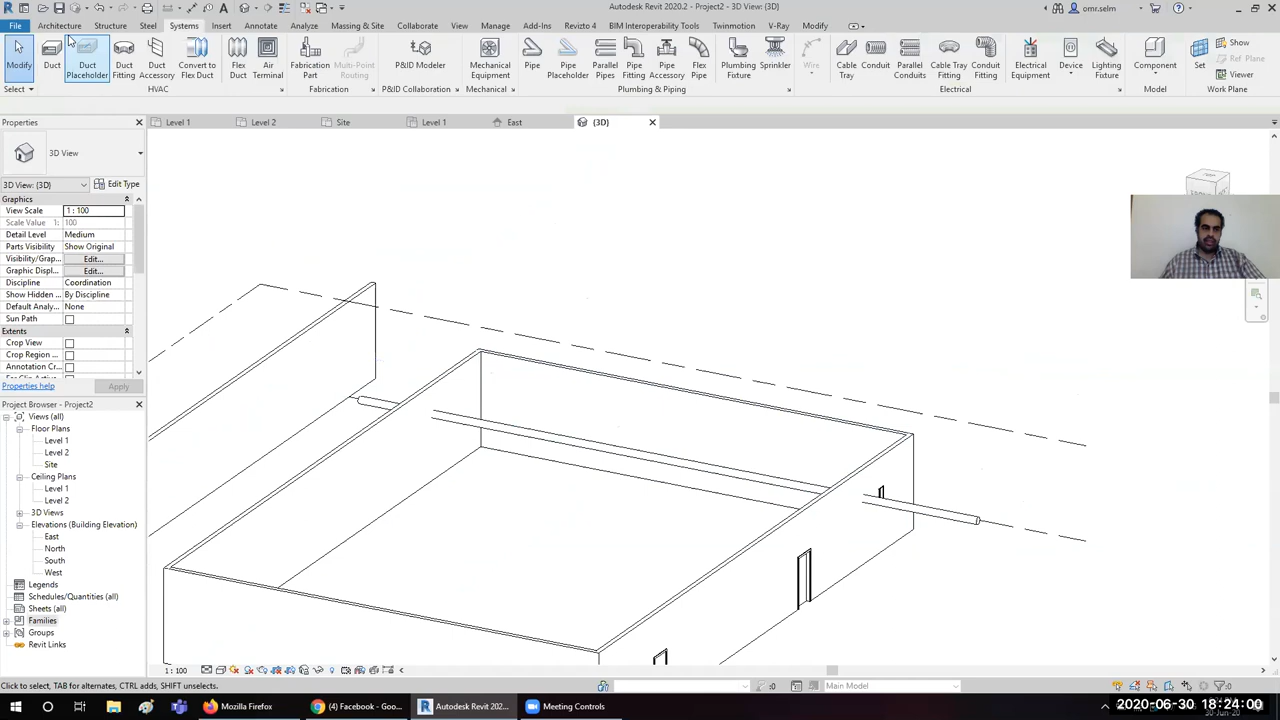 Autodesk Revit 2020.2 - Project2 - 3D View: {3D}
omr.selm...
File Architecture Structure Steel Systems Insert Annotate Analyze Massing & Site Collaborate View Manage Add-Ins Revizto 4 BIM Interoperability Tools Twinmotion V-Ray Modify
Modify
Duct
Duct Placeholder
Duct Fitting
Duct Accessory
Convert to Flex Duct
Flex Duct
Air Terminal
Fabrication Part
Multi-Point Routing
P&ID Modeler
Mechanical Equipment
Pipe
Pipe Placeholder
Parallel Pipes
Pipe Fitting
Pipe Accessory
Flex Pipe
Plumbing Fixture
Sprinkler
Wire
Cable Tray
Conduit
Parallel Conduits
Cable Tray Fitting
Conduit Fitting
Electrical Equipment
Device
Lighting Fixture
Component
Set
Show
Ref Plane
Viewer
Select HVAC Fabrication P&ID Collaboration Mechanical Plumbing & Piping Electrical Model Work Plane
Properties
Level 1 Level 2 Site Level 1 East {3D}
3D View
3D View: {3D} Edit Type
Graphics
View Scale 1 : 100
Scale Value 1: 100
Detail Level Medium
Parts Visibility Show Original
Visibility/Grap... Edit...
Graphic Displ... Edit...
Discipline Coordination
Show Hidden ... By Discipline
Default Analy... None
Sun Path
Extents
Crop View
Crop Region ...
Annotation Cr...
Properties help Apply
Project Browser - Project2
Views (all)
Floor Plans
Level 1
Level 2
Site
Ceiling Plans
Level 1
Level 2
3D Views
Elevations (Building Elevation)
East
North
South
West
Legends
Schedules/Quantities (all)
Sheets (all)
Families
Groups
Revit Links
1 : 100
Click to select, TAB for alternates, CTRL adds, SHIFT unselects.
:0
Main Model
:0
Mozilla Firefox
(4) Facebook - Goo...
Autodesk Revit 202...
Meeting Controls
2020-06-30 18:24:00